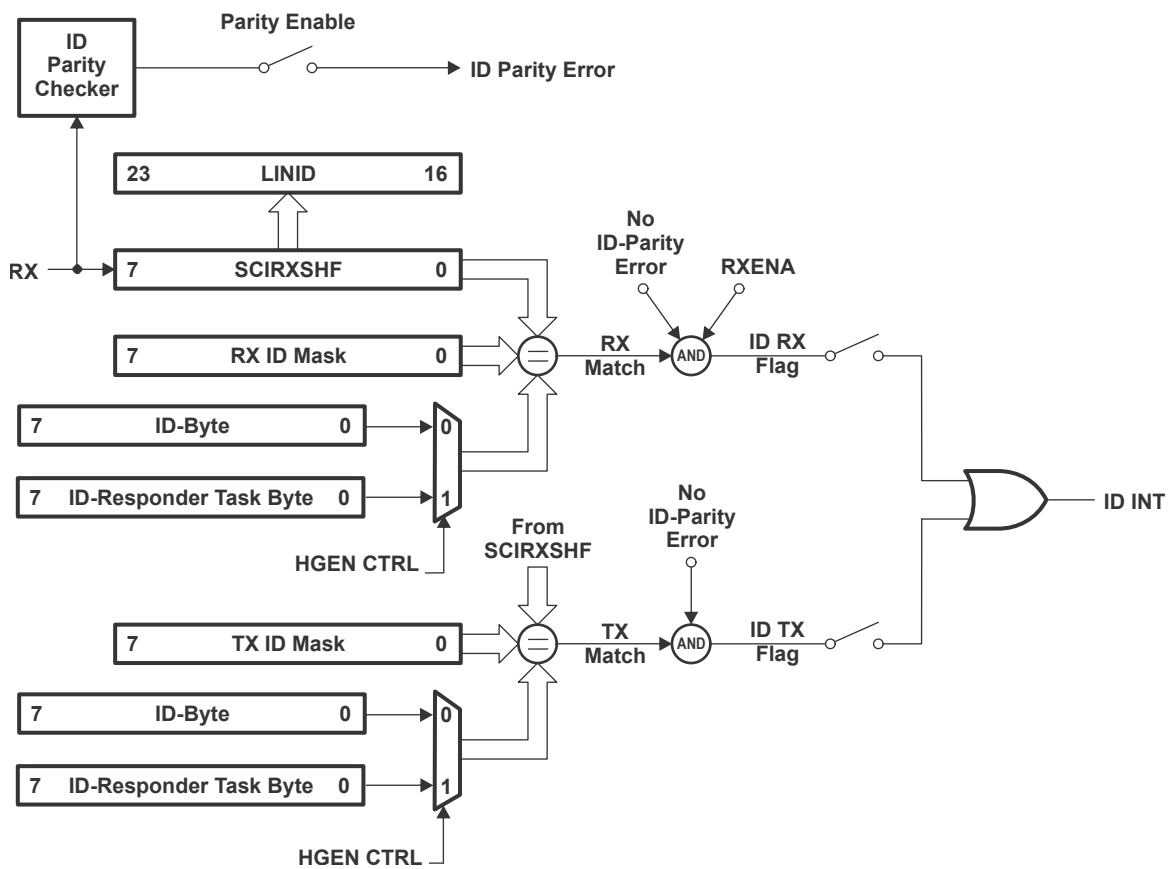 Parity Enable
ID
Parity
Checker
ID Parity Error
23 LINID 16
RX
7 SCIRXSHF 0
No
ID-Parity
Error
RXENA
7 RX ID Mask 0
=
RX
Match
AND
ID RX
Flag
7 ID-Byte 0
0
7 ID-Responder Task Byte 0
1
HGEN CTRL
From
SCIRXSHF
No
ID-Parity
Error
ID INT
7 TX ID Mask 0
=
TX
Match
AND
ID TX
Flag
7 ID-Byte 0
0
7 ID-Responder Task Byte 0
1
HGEN CTRL